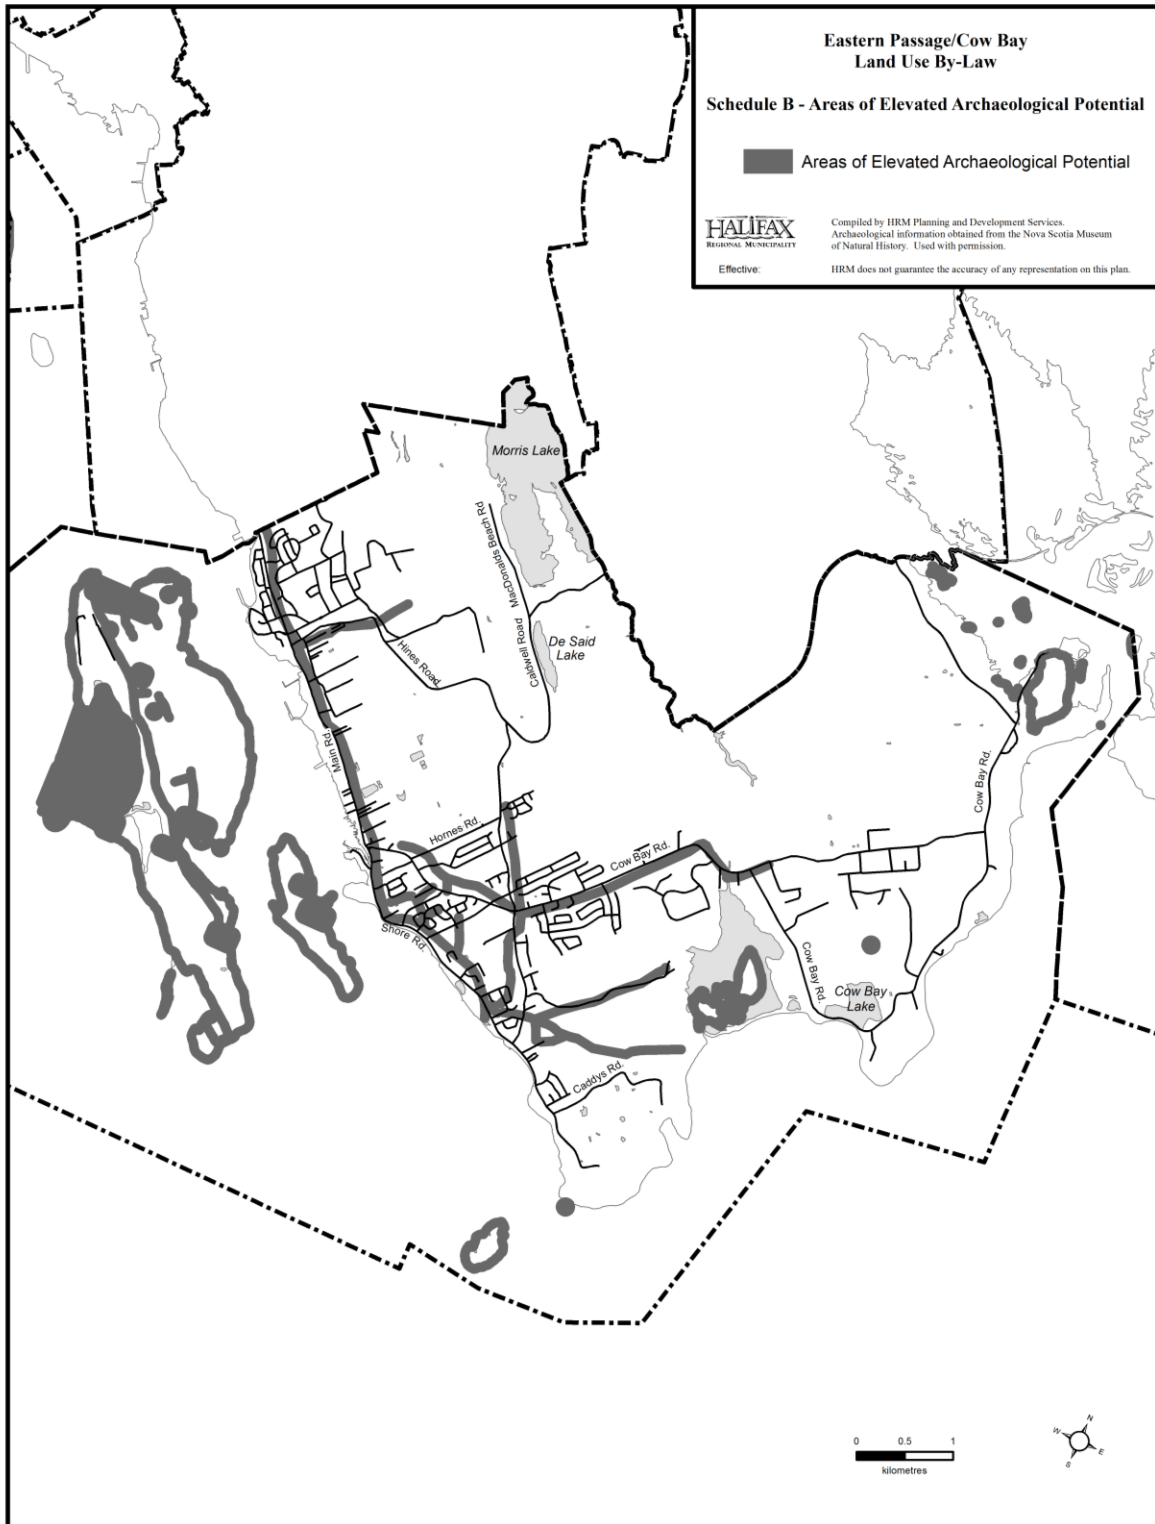 Eastern Passage/Cow Bay
Land Use By-Law
Schedule B - Areas of Elevated Archaeological Potential
Areas of Elevated Archaeological Potential
HALIFAX
REGIONAL MUNICIPALITY
Compiled by HRM Planning and Development Services.
Archaeological information obtained from the Nova Scotia Museum
of Natural History. Used with permission.
Effective:
HRM does not guarantee the accuracy of any representation on this plan.
Morris Lake
MacDonalds Beach Rd
Caldwell Road
De Said
Lake
Hines Road
Main Rd.
Hornes Rd.
Cow Bay Rd.
Cow Bay Rd.
Shore Rd.
Cow Bay Rd.
Cow Bay
Lake
Caddys Rd.
0 0.5 1
kilometres
N
W
E
S